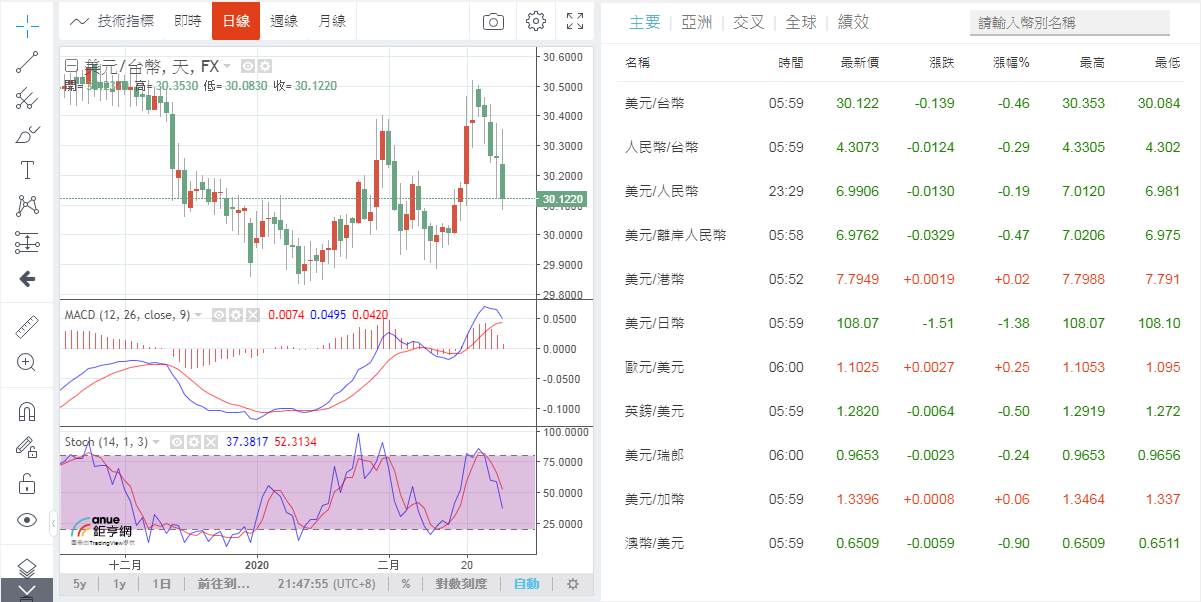 技術指標 即時 日線 週線 月線
美元/台幣, 天, FX
高= 30.3530 低= 30.0830 收= 30.1220
30.6000
30.5000
30.4000
30.3000
30.2000
30.1220
30.1000
30.0000
29.9000
29.8000
MACD (12, 26, close, 9) 0.0074 0.0495 0.0420
0.0500
0.0000
-0.0500
-0.1000
Stoch (14, 1, 3) 37.3817 52.3134
100.0000
75.0000
50.0000
25.0000
anue
鉅亨網
圖表由TradingView提供
十二月 2020 二月 20
5y 1y 1日 前往到... 21:47:55 (UTC+8) % 對數刻度 自動
主要 亞洲 交叉 全球 績效 請輸入幣別名稱
名稱 時間 最新價 漲跌 漲幅% 最高 最低
美元/台幣 05:59 30.122 -0.139 -0.46 30.353 30.084
人民幣/台幣 05:59 4.3073 -0.0124 -0.29 4.3305 4.302
美元/人民幣 23:29 6.9906 -0.0130 -0.19 7.0120 6.981
美元/離岸人民幣 05:58 6.9762 -0.0329 -0.47 7.0206 6.975
美元/港幣 05:52 7.7949 +0.0019 +0.02 7.7988 7.791
美元/日幣 05:59 108.07 -1.51 -1.38 108.07 108.10
歐元/美元 06:00 1.1025 +0.0027 +0.25 1.1053 1.095
英鎊/美元 05:59 1.2820 -0.0064 -0.50 1.2919 1.272
美元/瑞郎 06:00 0.9653 -0.0023 -0.24 0.9653 0.9656
美元/加幣 05:59 1.3396 +0.0008 +0.06 1.3464 1.337
澳幣/美元 05:59 0.6509 -0.0059 -0.90 0.6509 0.6511